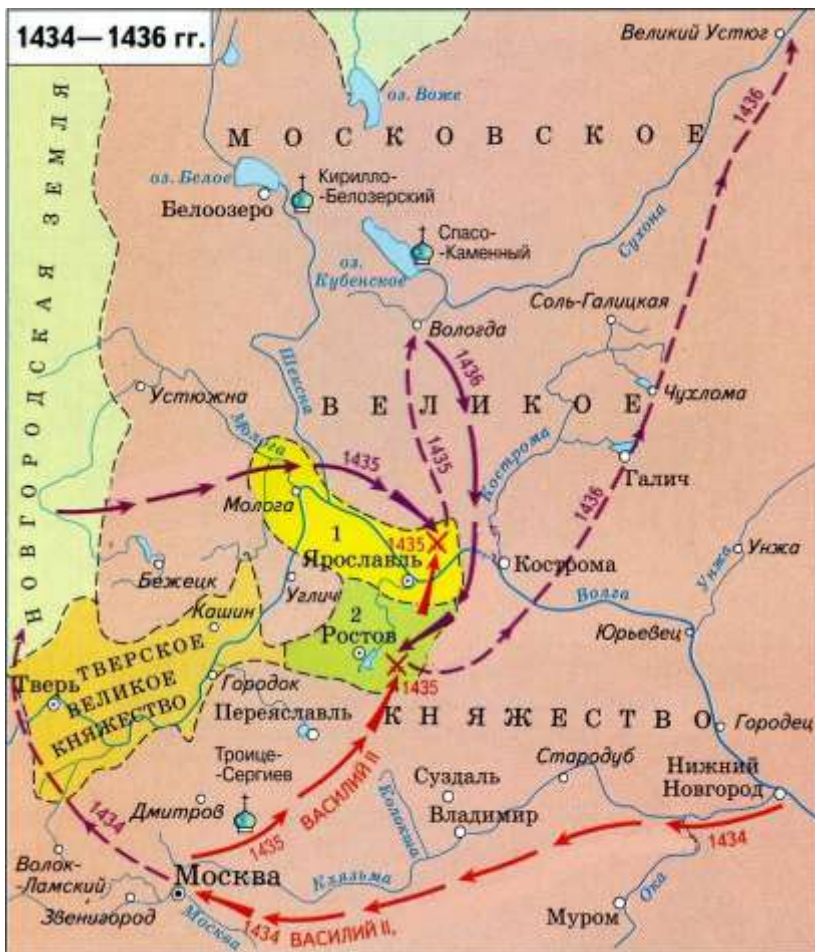 1434—1436 гг.
Великий Устюг
оз. Воже
НОВГОРОДСКАЯ ЗЕМЛЯ
МОСКОВСКОЕ
1436
оз. Белое
Кирилло-
-Белозерский
Белоозеро
Спасо-
-Каменный
Сухона
оз.
Кубенское
Соль-Галицкая
Вологда
Шексна
1436
Устюжна
ВЕЛИКОЕ
Чухлома
Молога
1435
1435
Кострома
Галич
Молога
1436
1
1435
Ярославль
Кострома
Унжа
Унжа
Бежецк
Углич
Волга
Кашин
2
Ростов
Юрьевец
ТВЕРСКОЕ
ВЕЛИКОЕ
КНЯЖЕСТВО
Тверь
1435
Городок
КНЯЖЕСТВО
Переяславль
Городец
Троице-
-Сергиев
ВАСИЛИЙ II
Стародуб
Нижний
Новгород
Суздаль
Дмитров
Колокша
Владимир
1434
1435
1434
Волок-
-Ламский
Москва
Клязьма
Звенигород
Москва
1434
ВАСИЛИЙ II,
Муром
Ока